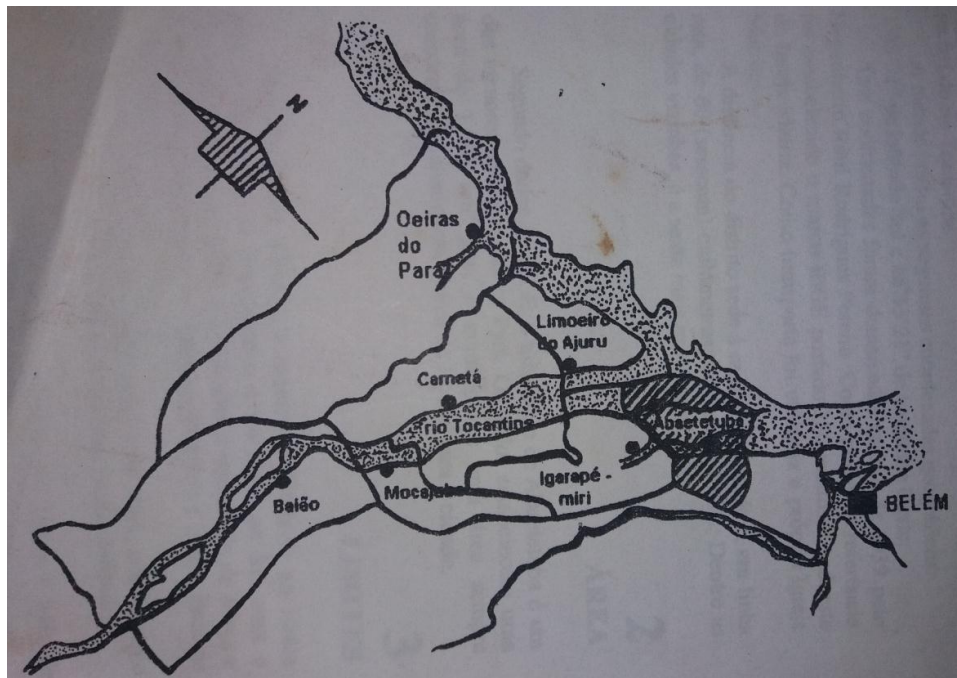 N
Oeiras
do
Pará
Limoeiro
do Ajuru
Cametá
rio Tocantins
Abaetetuba
Igarapé -
miri
Mocajuba
Baião
BELÉM